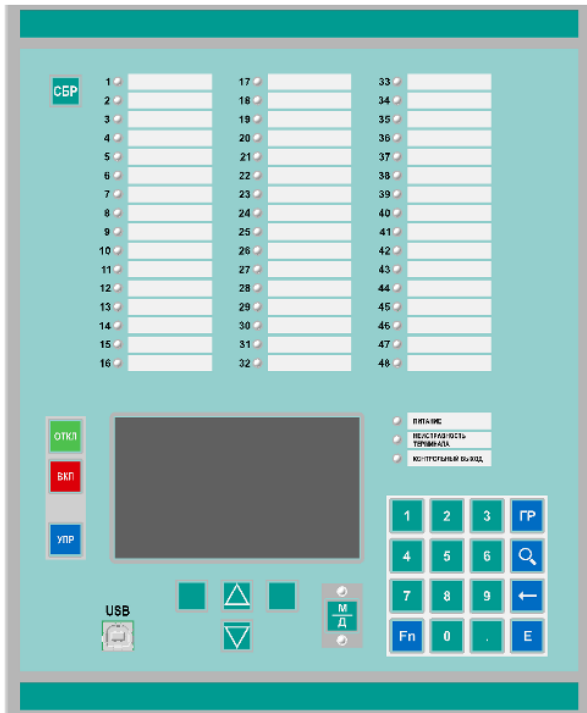 СБР
1 17 33
2 18 34
3 19 35
4 20 36
5 21 37
6 22 38
7 23 39
8 24 40
9 25 41
10 26 42
11 27 43
12 28 44
13 29 45
14 30 46
15 31 47
16 32 48
ОТКЛ
ВКЛ
УПР
ПИТАНИЕ
НЕИСПРАВНОСТЬ
ТЕРМИНАЛА
КОНТРОЛЬНЫЙ ВЫХОД
1 2 3 ГР
4 5 6
7 8 9 ←
Fn 0 . E
М
Д
USB